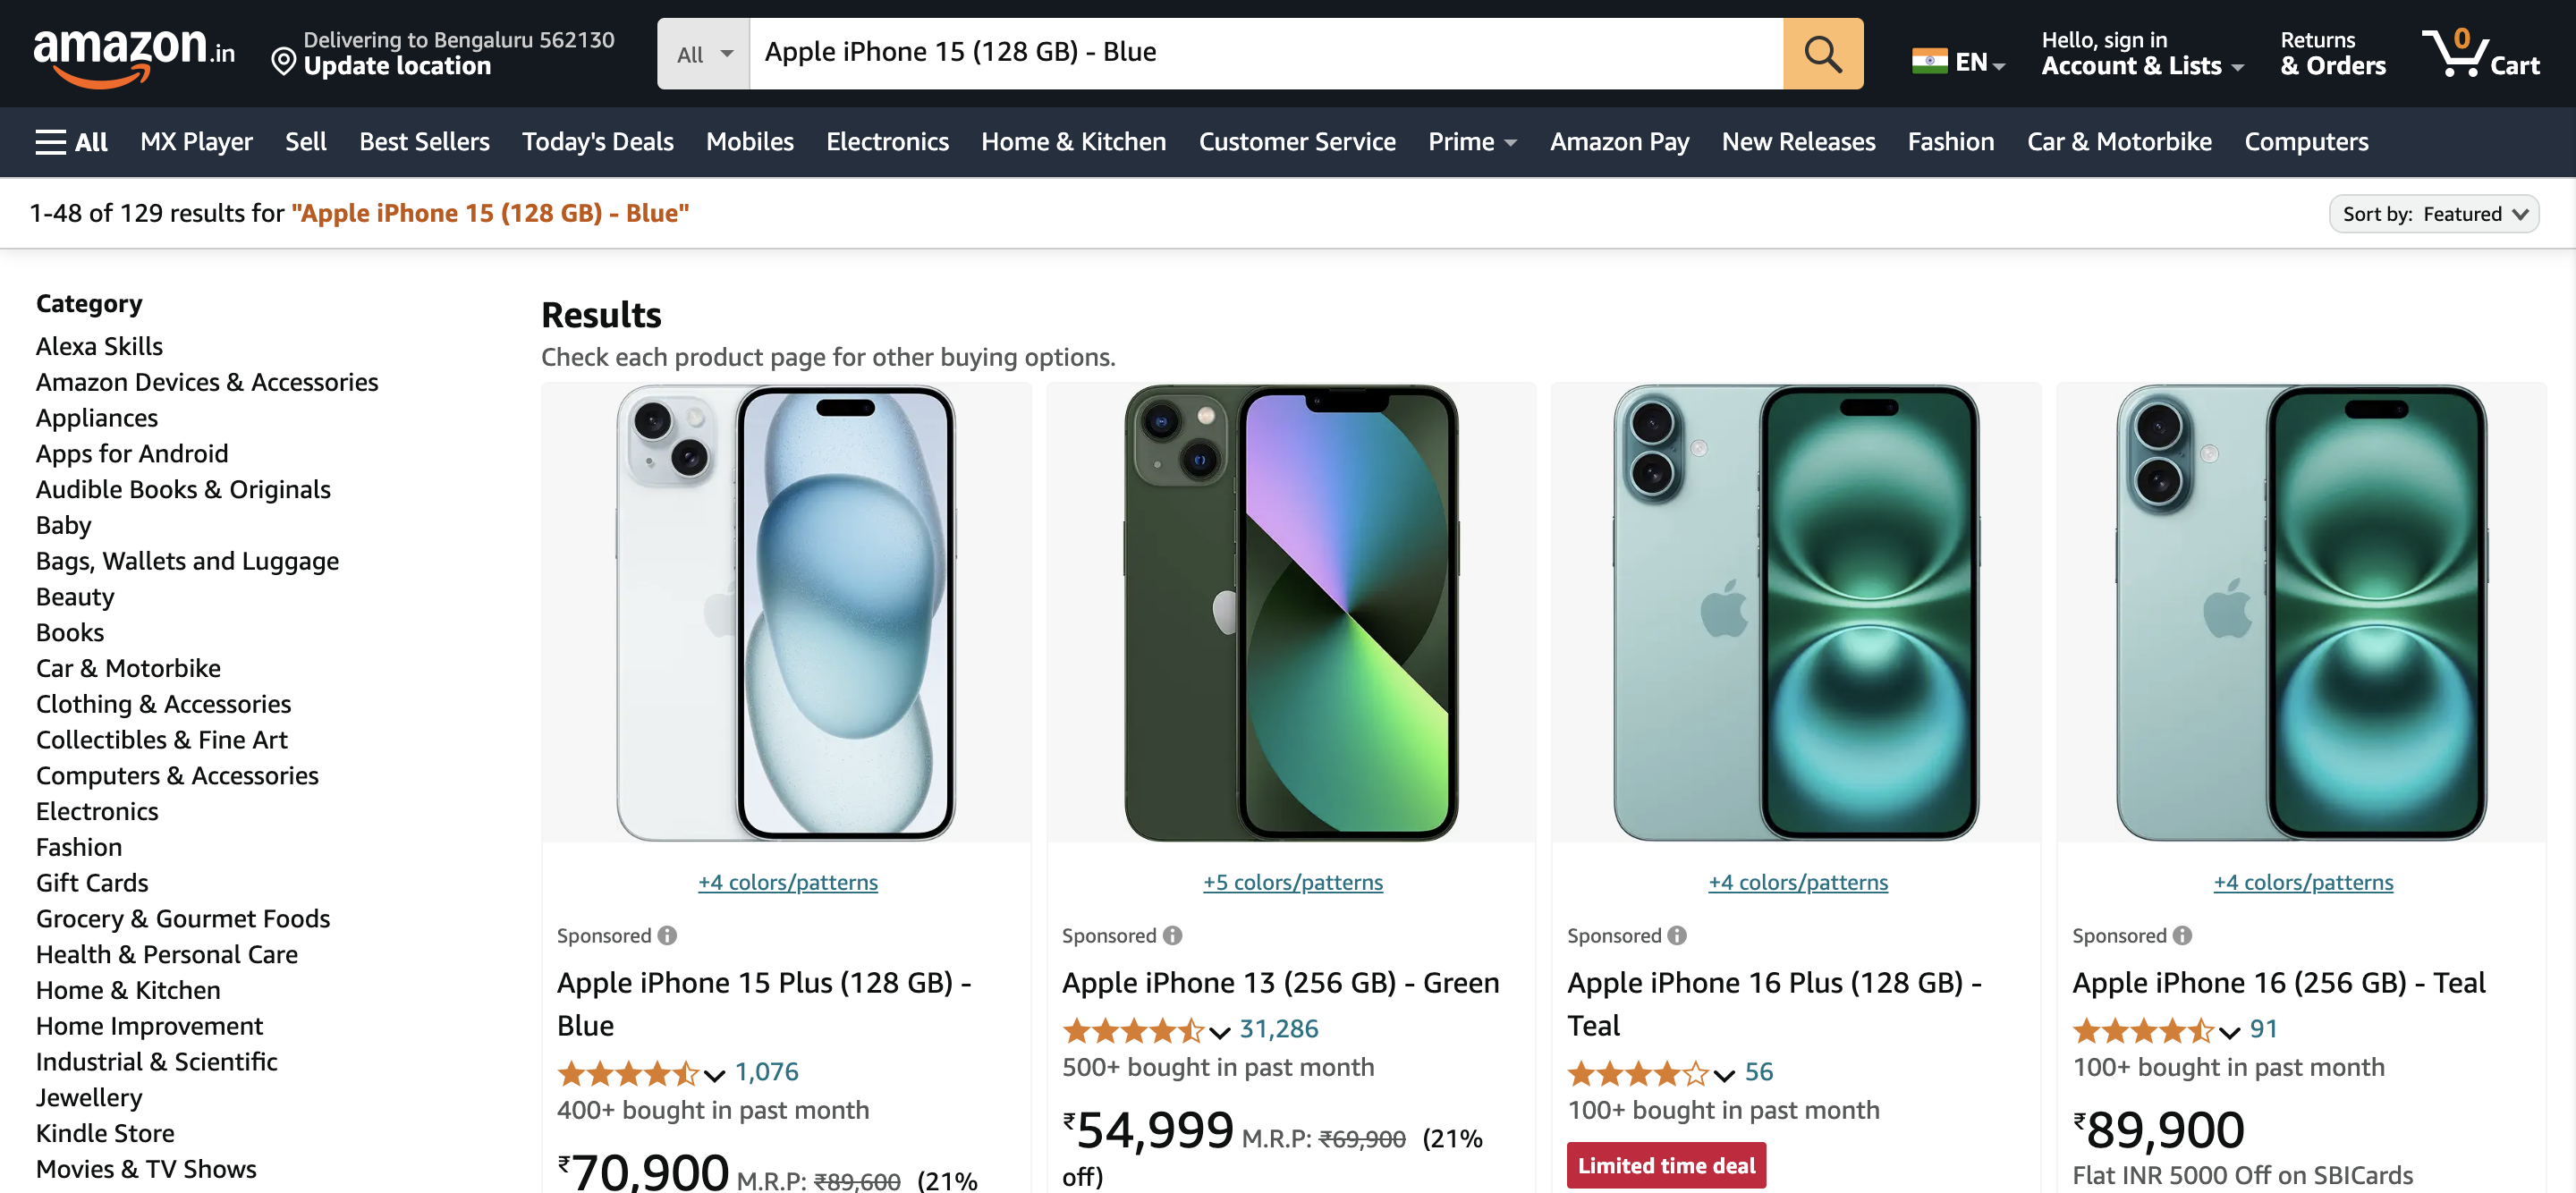 amazon.in
Delivering to Bengaluru 562130
Update location
All
Apple iPhone 15 (128 GB) - Blue
EN
Hello, sign in
Account & Lists
Returns
& Orders
0
Cart
All
MX Player
Sell
Best Sellers
Today's Deals
Mobiles
Electronics
Home & Kitchen
Customer Service
Prime
Amazon Pay
New Releases
Fashion
Car & Motorbike
Computers
1-48 of 129 results for "Apple iPhone 15 (128 GB) - Blue"
Sort by: Featured
Category
Alexa Skills
Amazon Devices & Accessories
Appliances
Apps for Android
Audible Books & Originals
Baby
Bags, Wallets and Luggage
Beauty
Books
Car & Motorbike
Clothing & Accessories
Collectibles & Fine Art
Computers & Accessories
Electronics
Fashion
Gift Cards
Grocery & Gourmet Foods
Health & Personal Care
Home & Kitchen
Home Improvement
Industrial & Scientific
Jewellery
Kindle Store
Movies & TV Shows
Results
Check each product page for other buying options.
+4 colors/patterns
Sponsored
Apple iPhone 15 Plus (128 GB) -
Blue
1,076
400+ bought in past month
₹70,900 M.R.P: ₹89,600 (21%
+5 colors/patterns
Sponsored
Apple iPhone 13 (256 GB) - Green
31,286
500+ bought in past month
₹54,999 M.R.P: ₹69,900 (21%
off)
+4 colors/patterns
Sponsored
Apple iPhone 16 Plus (128 GB) -
Teal
56
100+ bought in past month
Limited time deal
+4 colors/patterns
Sponsored
Apple iPhone 16 (256 GB) - Teal
91
100+ bought in past month
₹89,900
Flat INR 5000 Off on SBICards